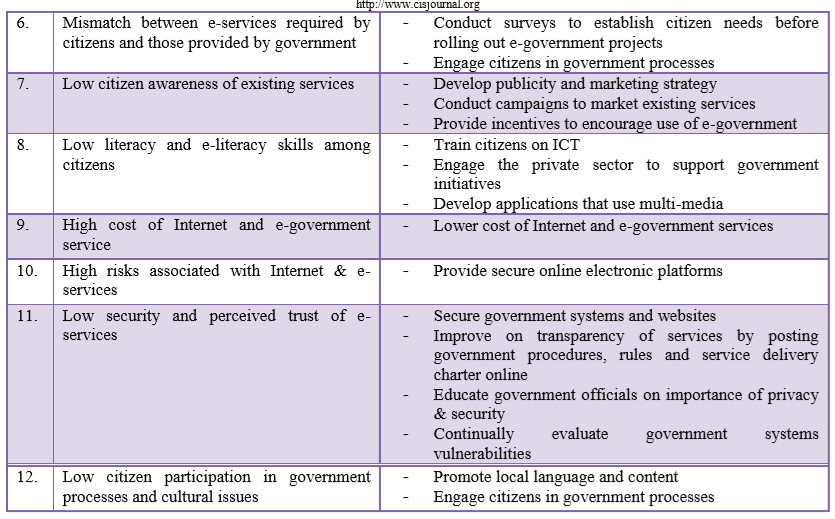 http://www.cisjournal.org
6. Mismatch between e-services required by
citizens and those provided by government
- Conduct surveys to establish citizen needs before
rolling out e-government projects
- Engage citizens in government processes
7. Low citizen awareness of existing services
- Develop publicity and marketing strategy
- Conduct campaigns to market existing services
- Provide incentives to encourage use of e-government
8. Low literacy and e-literacy skills among
citizens
- Train citizens on ICT
- Engage the private sector to support government
initiatives
- Develop applications that use multi-media
9. High cost of Internet and e-government
service
- Lower cost of Internet and e-government services
10. High risks associated with Internet & e-
services
- Provide secure online electronic platforms
11. Low security and perceived trust of e-
services
- Secure government systems and websites
- Improve on transparency of services by posting
government procedures, rules and service delivery
charter online
- Educate government officials on importance of privacy
& security
- Continually evaluate government systems
vulnerabilities
12. Low citizen participation in government
processes and cultural issues
- Promote local language and content
- Engage citizens in government processes